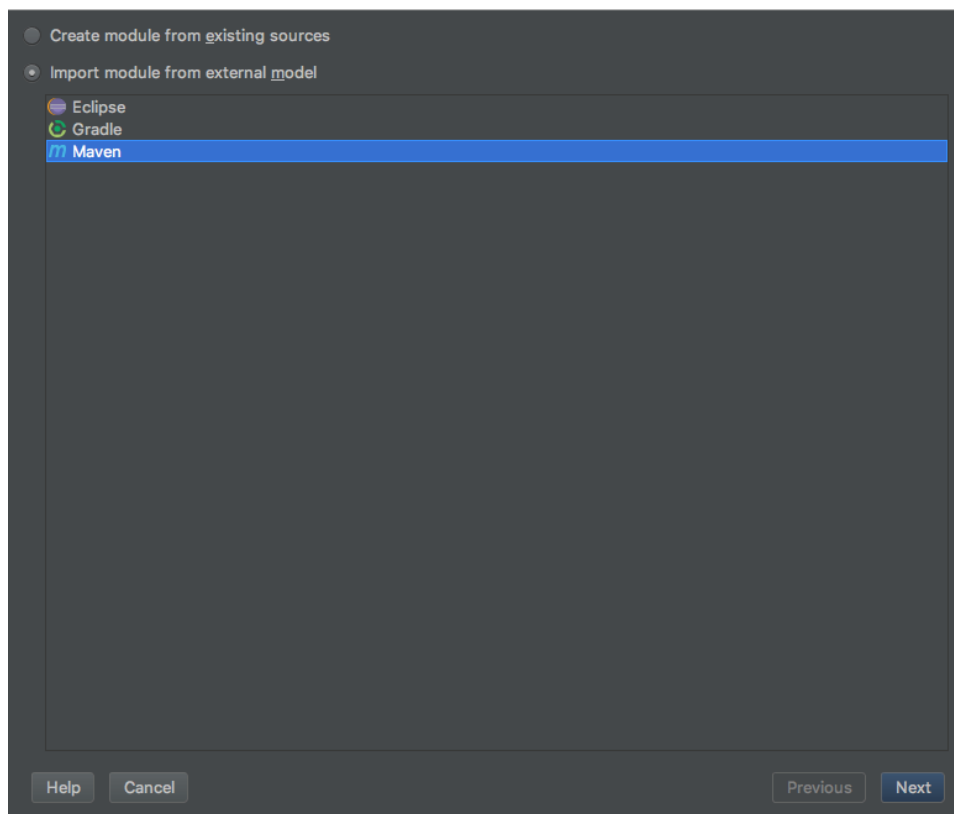 Create module from existing sources
Import module from external model
Eclipse
Gradle
Maven
Help Cancel Previous Next